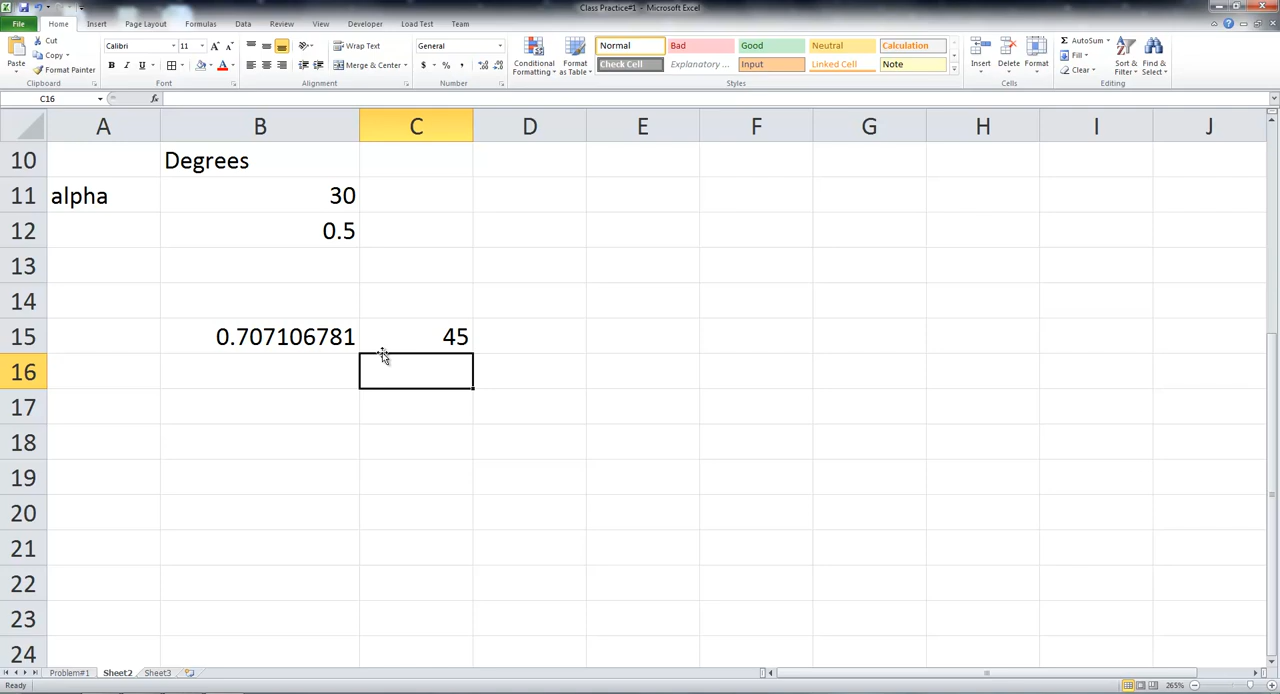 Class Practice#1 - Microsoft Excel
File Home Insert Page Layout Formulas Data Review View Developer Load Test Team
Paste
Cut
Copy
Format Painter
Clipboard
Calibri 11
B I U
Font
Wrap Text
Merge & Center
Alignment
General
$ % ,
Number
Conditional Formatting
Format as Table
Normal Bad Good Neutral Calculation
Check Cell Explanatory ... Input Linked Cell Note
Styles
Insert Delete Format
Cells
AutoSum
Fill
Clear
Sort & Filter
Find & Select
Editing
C16 fx
A B C D E F G H I J
10 Degrees
11 alpha 30
12 0.5
13
14
15 0.707106781 45
16
17
18
19
20
21
22
23
24
Problem#1 Sheet2 Sheet3
Ready 265%